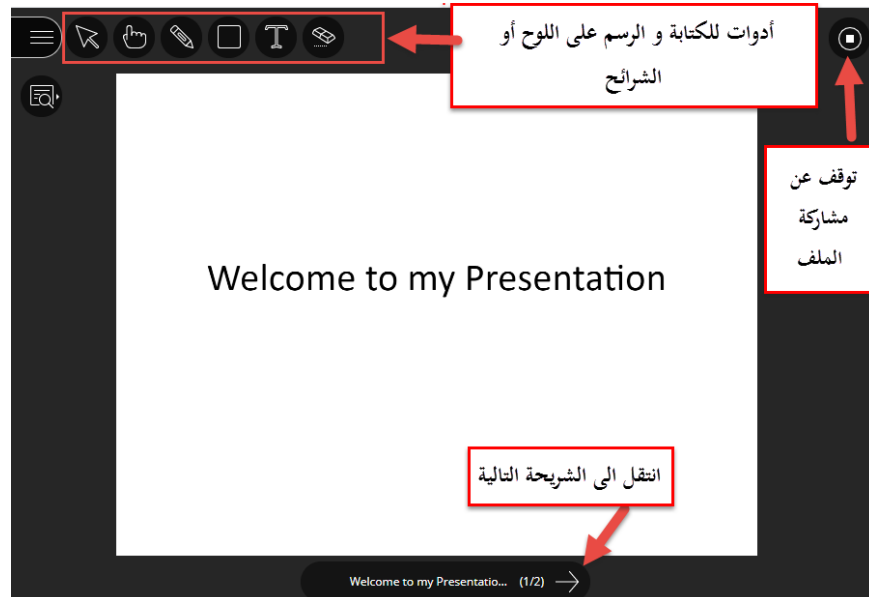 أدوات للكتابة و الرسم على اللوح أو
الشرائح
توقف عن
مشاركة
الملف
Welcome to my Presentation
انتقل الى الشريحة التالية
Welcome to my Presentatio... (1/2)